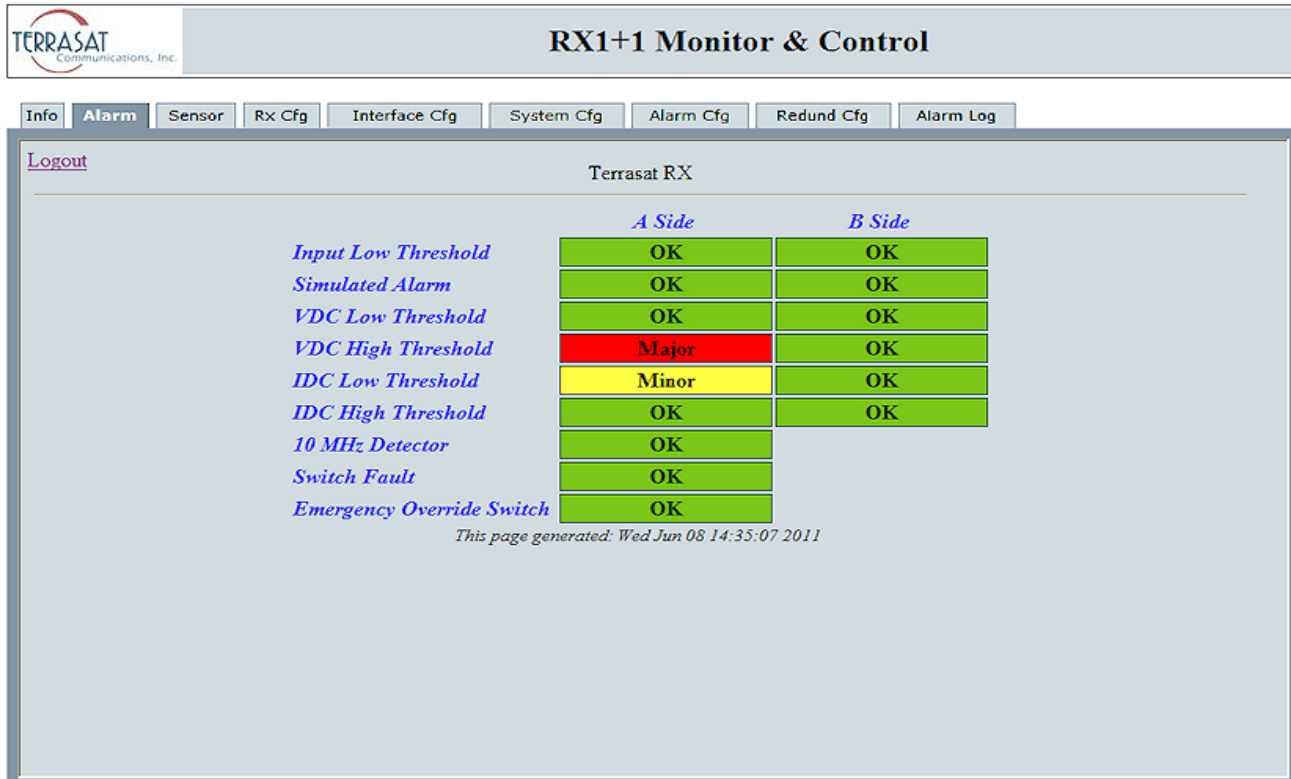 TERRASAT
Communications, Inc.
RX1+1 Monitor & Control
Info Alarm Sensor Rx Cfg Interface Cfg System Cfg Alarm Cfg Redund Cfg Alarm Log
Logout
Terrasat RX
A Side B Side
Input Low Threshold OK OK
Simulated Alarm OK OK
VDC Low Threshold OK OK
VDC High Threshold Major OK
IDC Low Threshold Minor OK
IDC High Threshold OK OK
10 MHz Detector OK
Switch Fault OK
Emergency Override Switch OK
This page generated: Wed Jun 08 14:35:07 2011